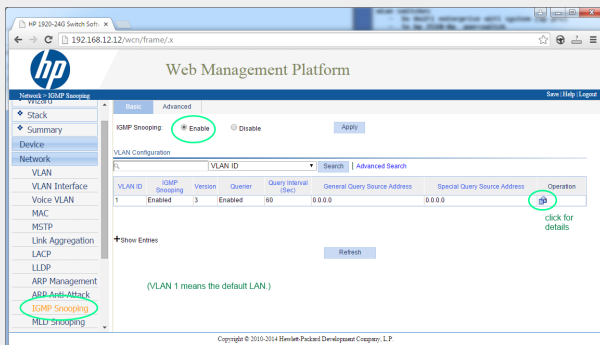 HP 1920-24G Switch Soft
192.168.12.12/wcn/frame/.x
hp
Web Management Platform
Network > IGMP Snooping
Save | Help | Logout
Wizard
Stack
Summary
Device
Network
VLAN
VLAN Interface
Voice VLAN
MAC
MSTP
Link Aggregation
LACP
LLDP
ARP Management
ARP Anti-Attack
IGMP Snooping
MLD Snooping
Basic Advanced
IGMP Snooping: Enable Disable Apply
VLAN Configuration
VLAN ID Search | Advanced Search
VLAN ID IGMP Snooping Version Querier Query Interval (Sec) General Query Source Address Special Query Source Address Operation
1 Enabled 3 Enabled 60 0.0.0.0 0.0.0.0
click for
details
+Show Entries
Refresh
(VLAN 1 means the default LAN.)
Copyright © 2010-2014 Hewlett-Packard Development Company, L.P.